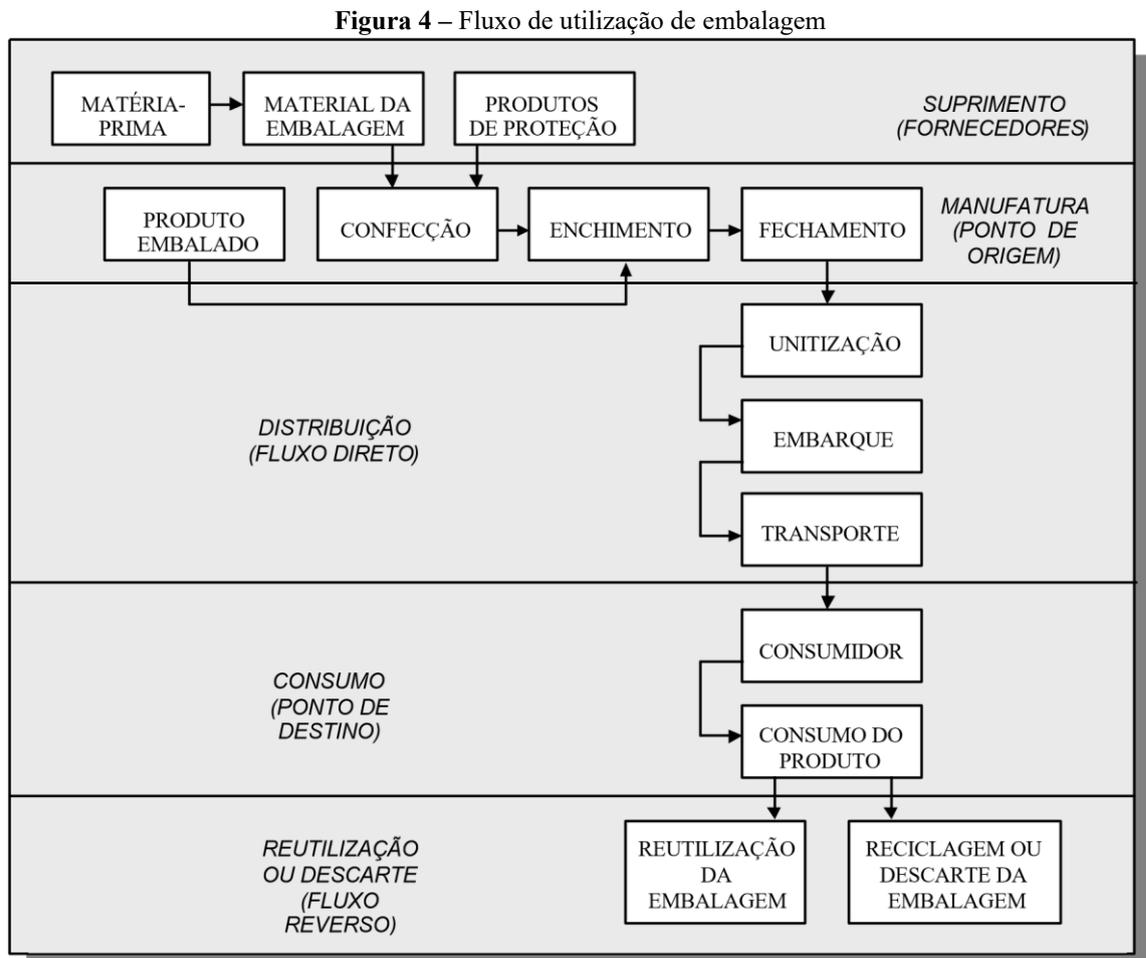 Figura 4 – Fluxo de utilização de embalagem
MATÉRIA-
PRIMA
MATERIAL DA
EMBALAGEM
PRODUTOS
DE PROTEÇÃO
SUPRIMENTO
(FORNECEDORES)
PRODUTO
EMBALADO
CONFECÇÃO
ENCHIMENTO
FECHAMENTO
MANUFATURA
(PONTO DE
ORIGEM)
UNITIZAÇÃO
DISTRIBUIÇÃO
(FLUXO DIRETO)
EMBARQUE
TRANSPORTE
CONSUMIDOR
CONSUMO
(PONTO DE
DESTINO)
CONSUMO DO
PRODUTO
REUTILIZAÇÃO
OU DESCARTE
(FLUXO
REVERSO)
REUTILIZAÇÃO
DA
EMBALAGEM
RECICLAGEM OU
DESCARTE DA
EMBALAGEM